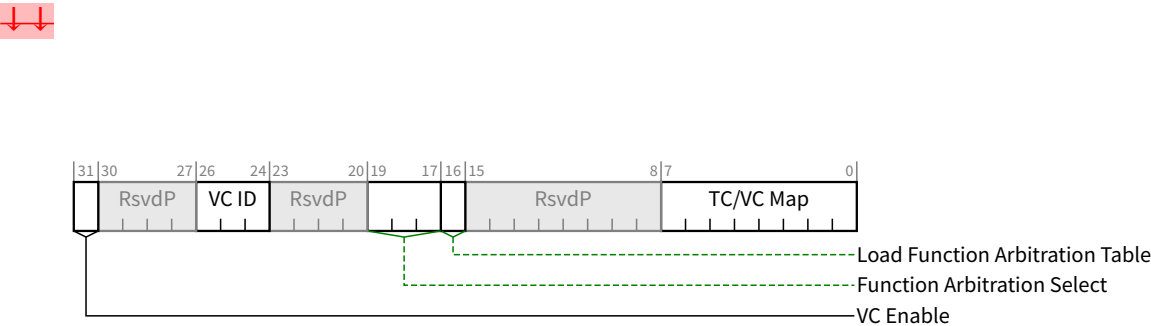 31 30 27 26 24 23 20 19 17 16 15 8 7 0
RsvdP VC ID RsvdP RsvdP TC/VC Map
Load Function Arbitration Table
Function Arbitration Select
VC Enable